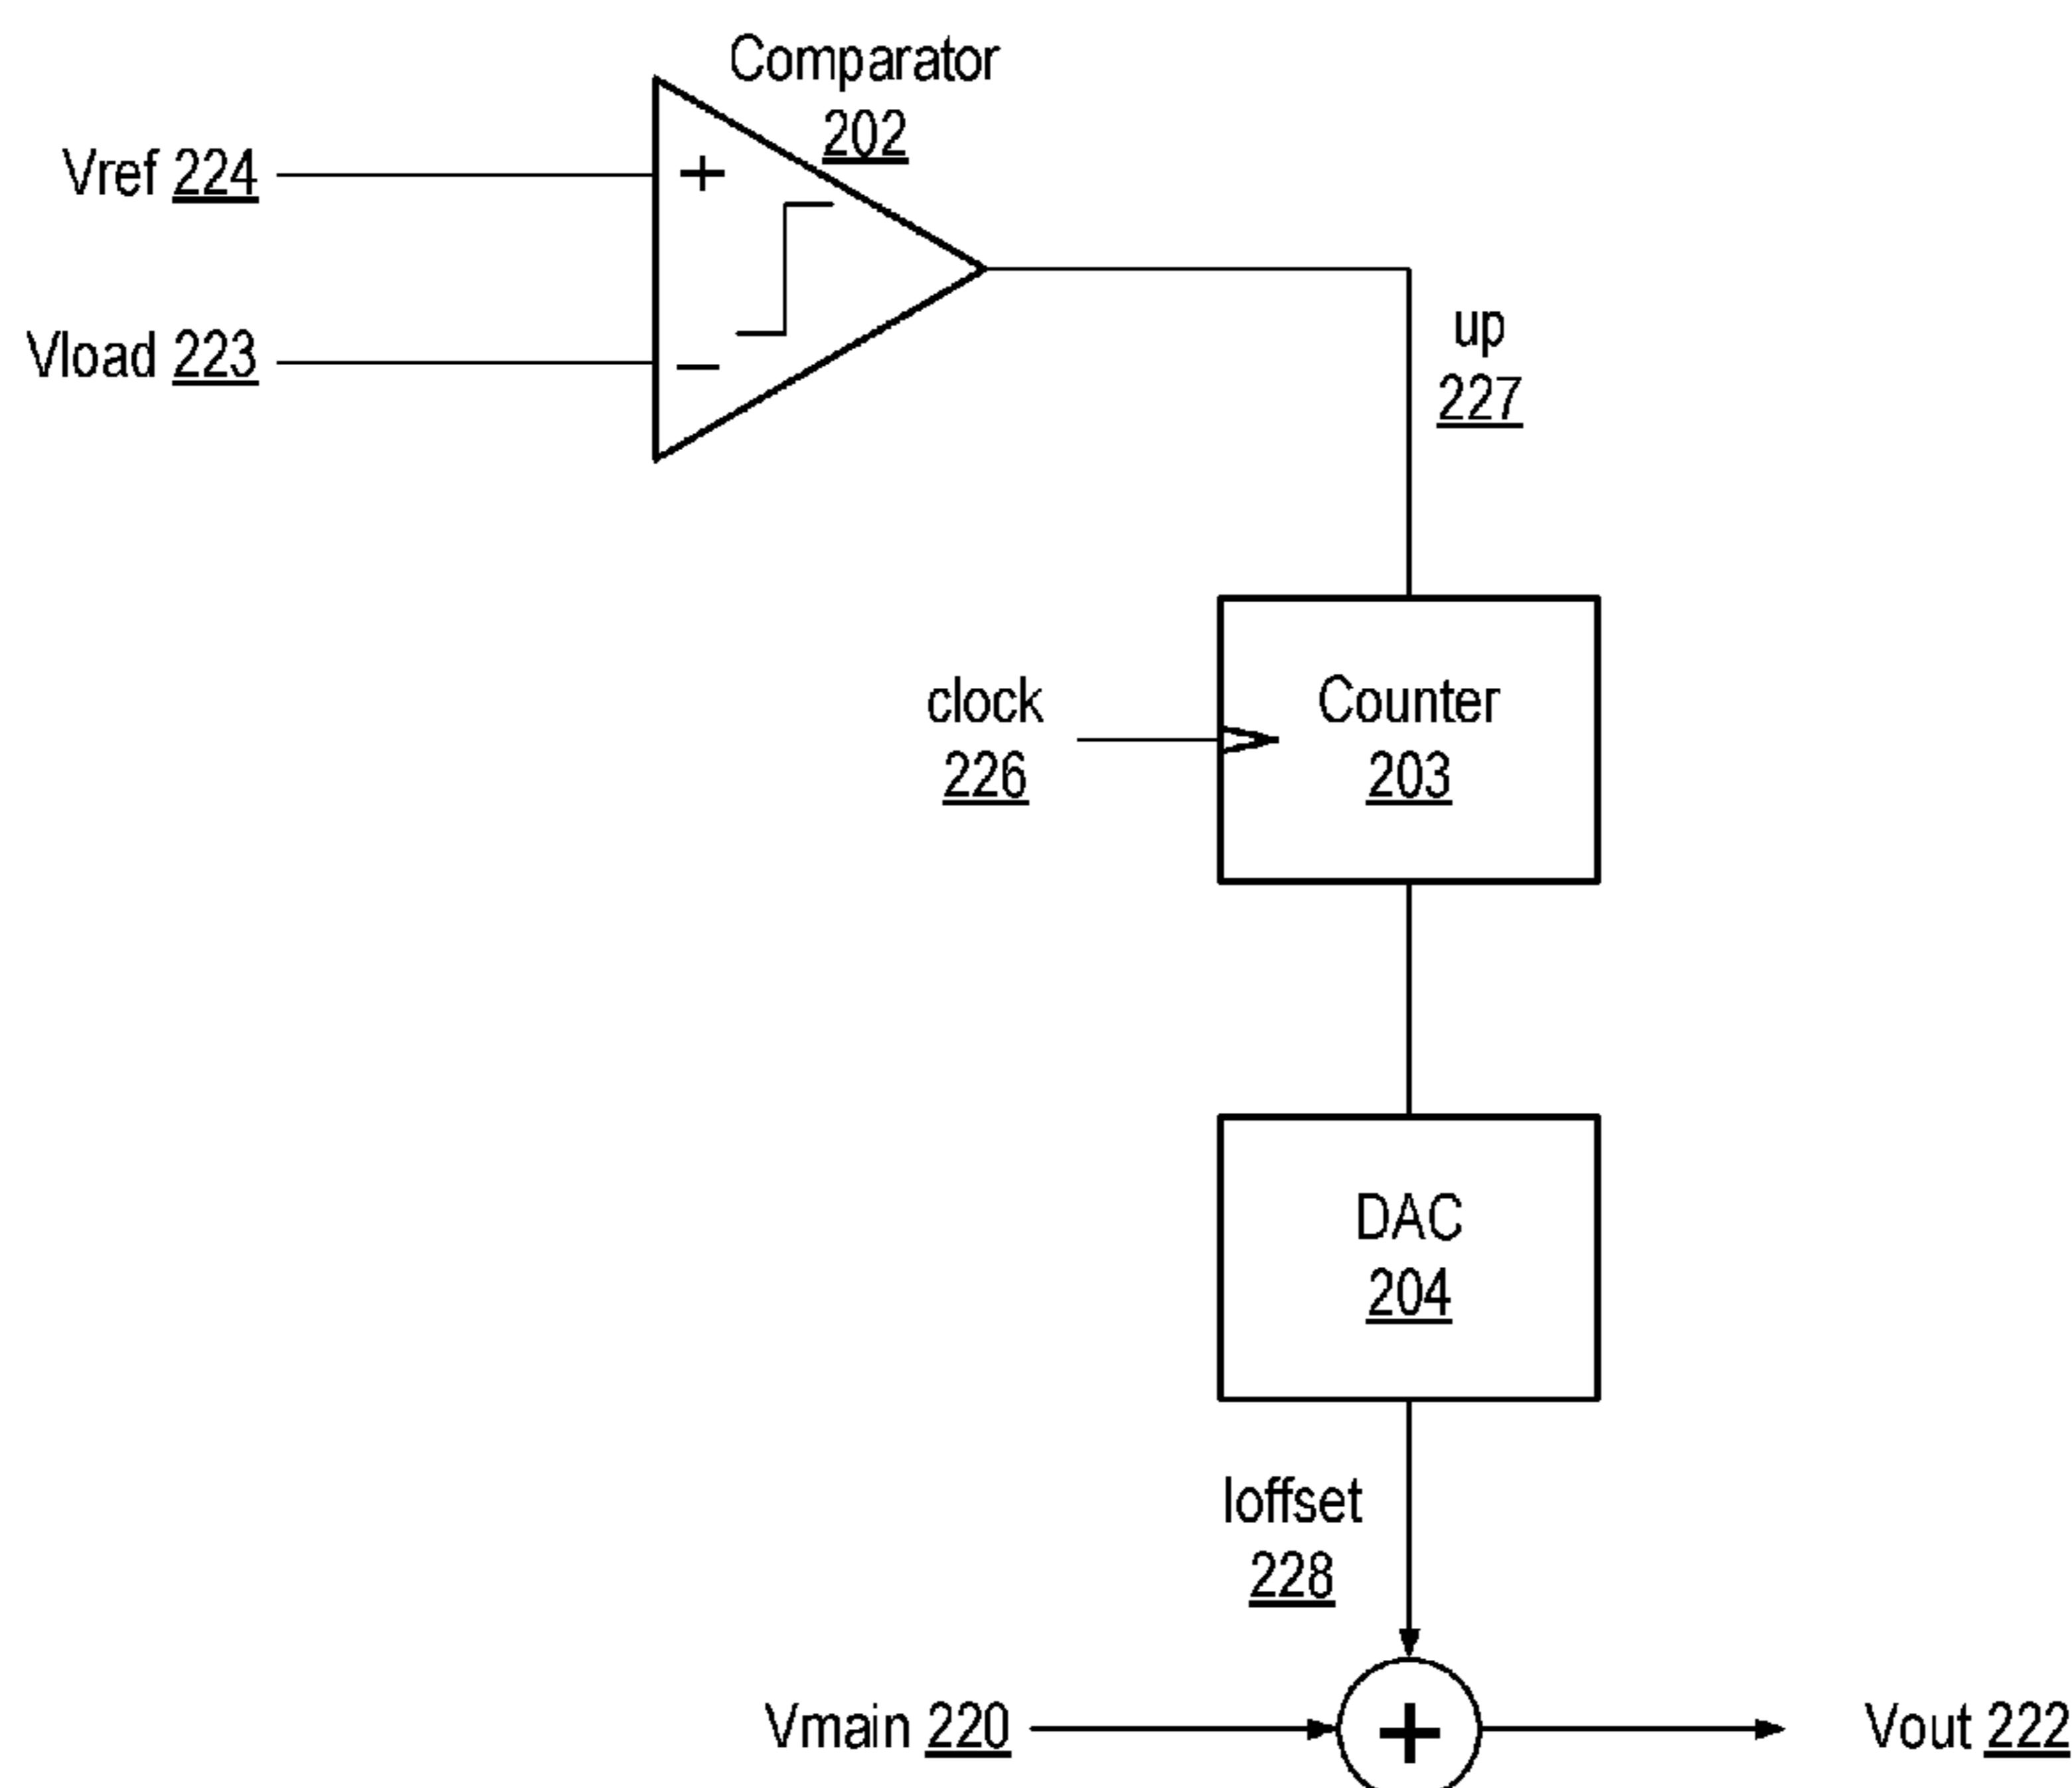 Comparator
202
Vref 224
+
Vload 223
−
up
227
clock
226
Counter
203
DAC
204
Ioffset
228
Vmain 220
+
Vout 222